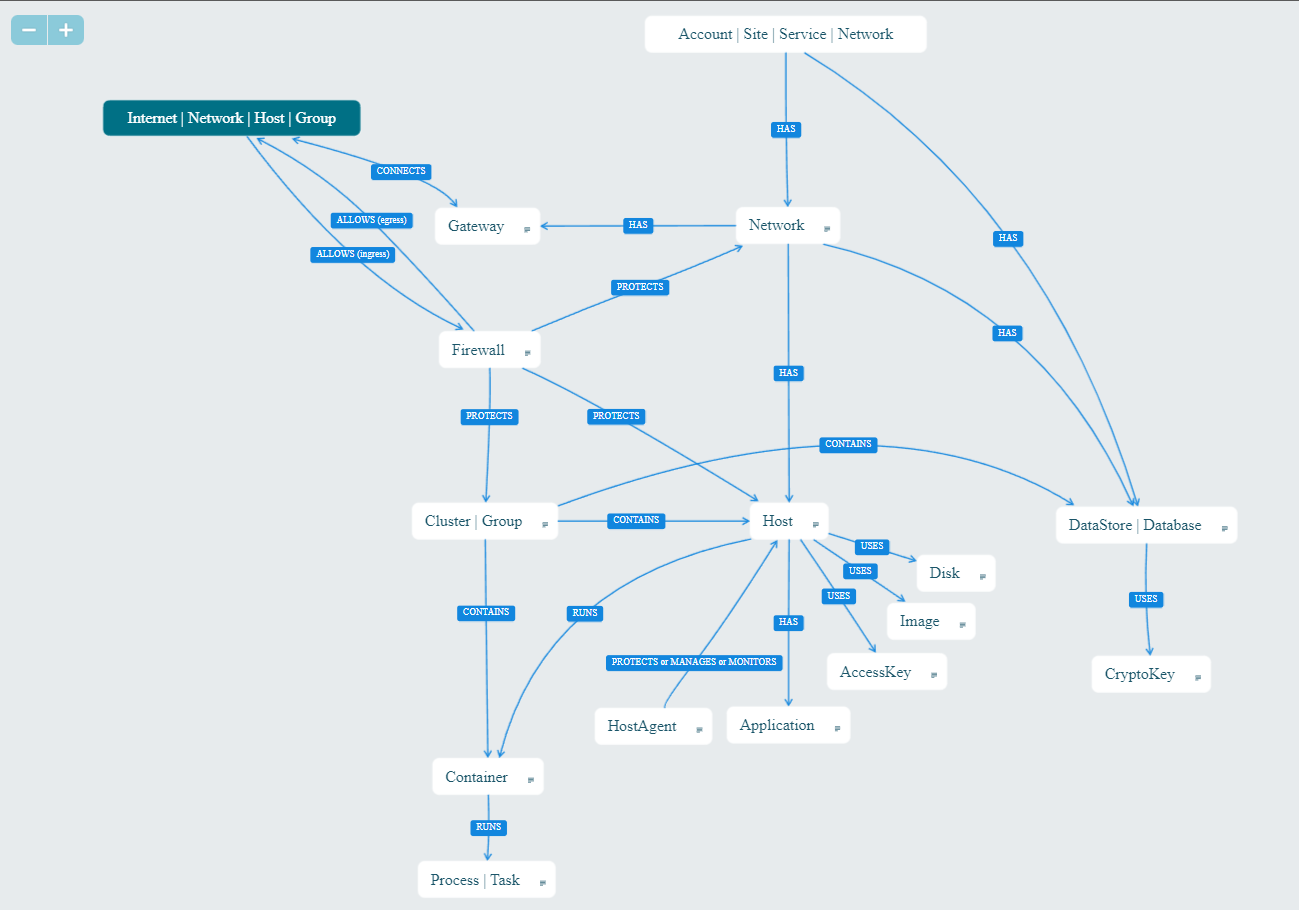 Account | Site | Service | Network
Internet | Network | Host | Group
HAS
CONNECTS
ALLOWS (egress)
Gateway
HAS
Network
HAS
ALLOWS (ingress)
PROTECTS
HAS
Firewall
HAS
PROTECTS
PROTECTS
CONTAINS
Cluster | Group
CONTAINS
Host
DataStore | Database
USES
Disk
USES
USES
USES
CONTAINS
RUNS
HAS
Image
PROTECTS or MANAGES or MONITORS
AccessKey
CryptoKey
HostAgent
Application
Container
RUNS
Process | Task